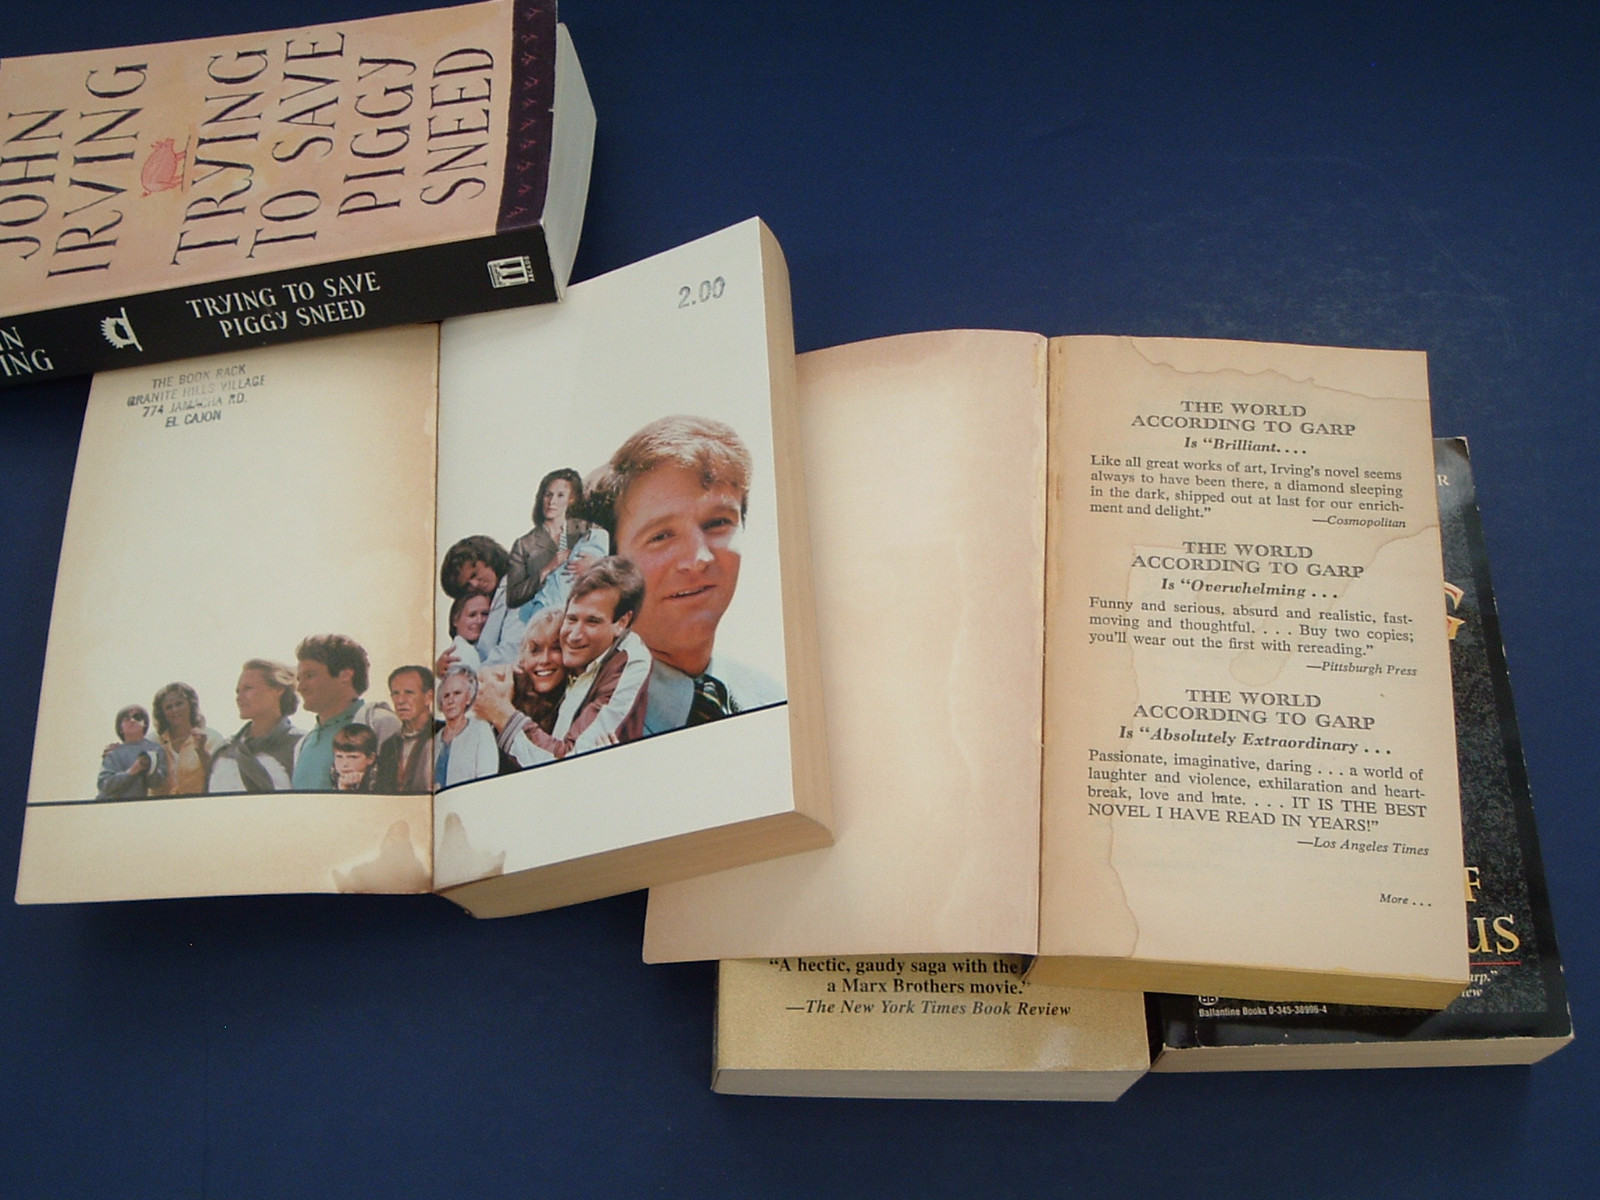 JOHN
IRVING
TRYING
TO SAVE
PIGGY
SNEED
TRYING TO SAVE
PIGGY SNEED
ARCADE
2.00
THE BOOK RACK
GRANITE HILLS VILLAGE
774 JAMACHA RD.
EL CAJON
THE WORLD
ACCORDING TO GARP
Is “Brilliant. . . .
Like all great works of art, Irving's novel seems
always to have been there, a diamond sleeping
in the dark, shipped out at last for our enrich-
ment and delight.”
—Cosmopolitan
THE WORLD
ACCORDING TO GARP
Is “Overwhelming . . .
Funny and serious, absurd and realistic, fast-
moving and thoughtful. . . . Buy two copies;
you'll wear out the first with rereading.”
—Pittsburgh Press
THE WORLD
ACCORDING TO GARP
Is “Absolutely Extraordinary . . .
Passionate, imaginative, daring . . . a world of
laughter and violence, exhilaration and heart-
break, love and hate. . . . IT IS THE BEST
NOVEL I HAVE READ IN YEARS!”
—Los Angeles Times
More . . .
“A hectic, gaudy saga with the
a Marx Brothers movie.”
—The New York Times Book Review
Ballantine Books 0-345-36996-4